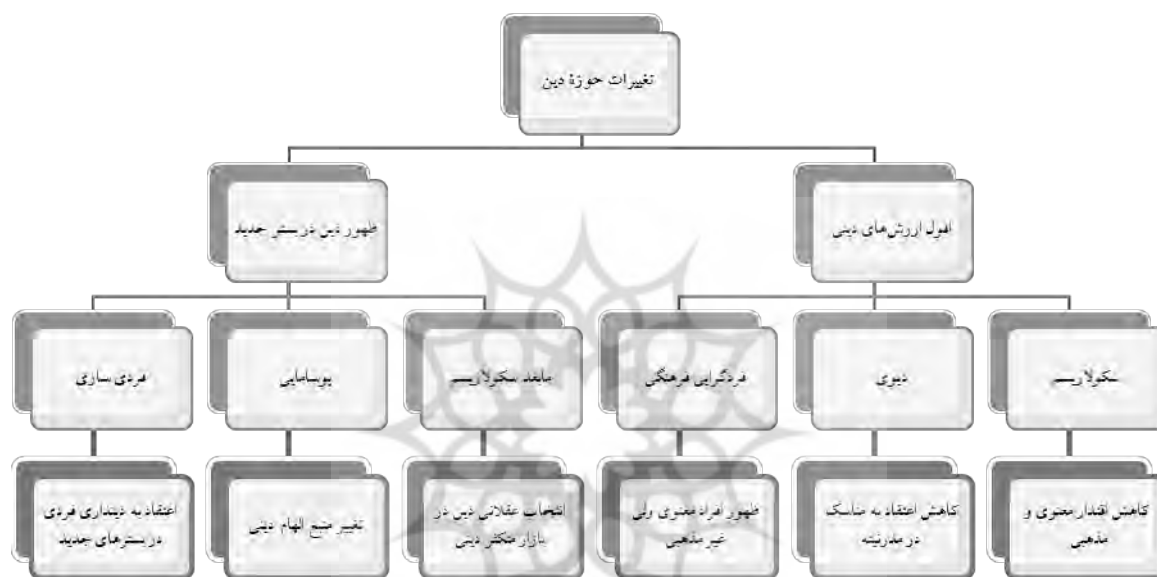 تغییرات حوزهٔ دین
افول ارزش‌های دینی
ظهور دین در بستر جدید
سکولاریسم
دیوی
فردگرایی فرهنگی
مابعد سکولاریسم
پویسامایی
فردی سازی
کاهش اقتدار معنوی و
مذهبی
کاهش اعتقاد به مناسک
در مدرنیته
ظهور افراد معنوی ولی
غیر مذهبی
انتخاب عقلانی دین در
بازار متکثر دینی
تغییر منبع الهام دینی
اعتقاد به دینداری فردی
در بسترهای جدید